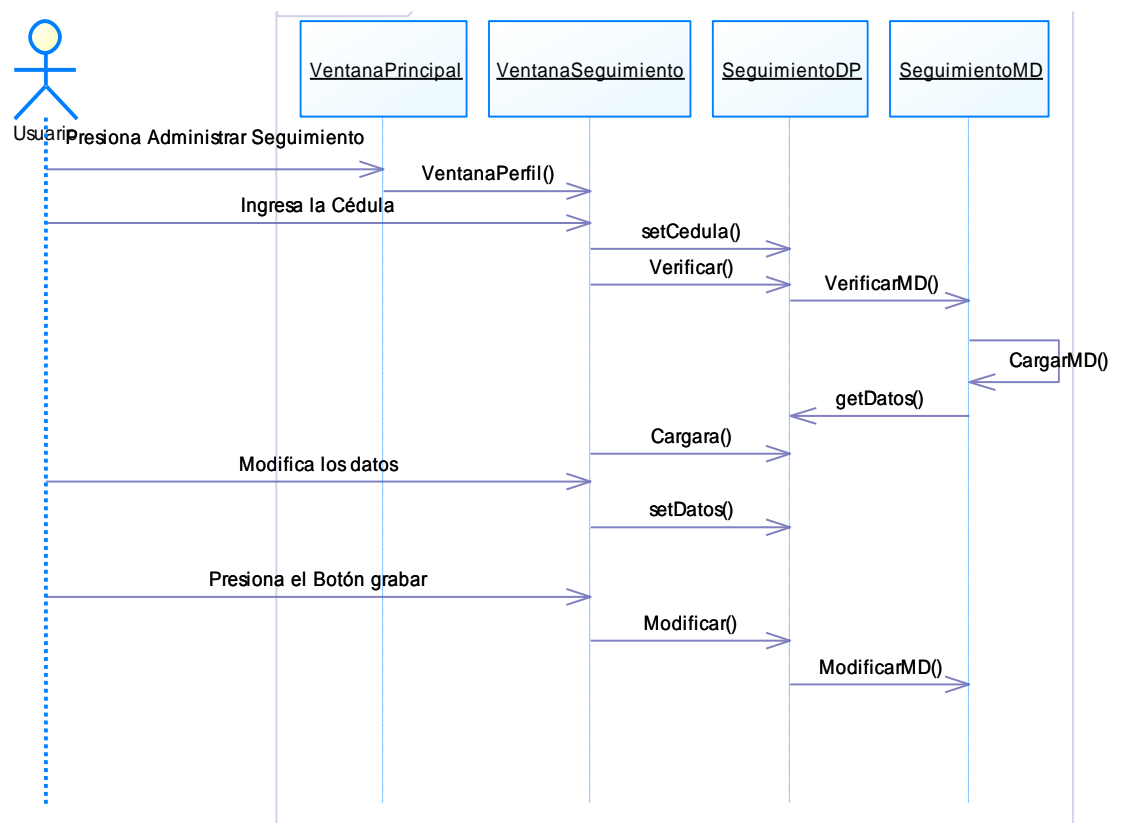 VentanaPrincipal
VentanaSeguimiento
SeguimientoDP
SeguimientoMD
Usuario
Presiona Administrar Seguimiento
VentanaPerfil()
Ingresa la Cédula
setCedula()
Verificar()
VerificarMD()
CargarMD()
getDatos()
Cargara()
Modifica los datos
setDatos()
Presiona el Botón grabar
Modificar()
ModificarMD()